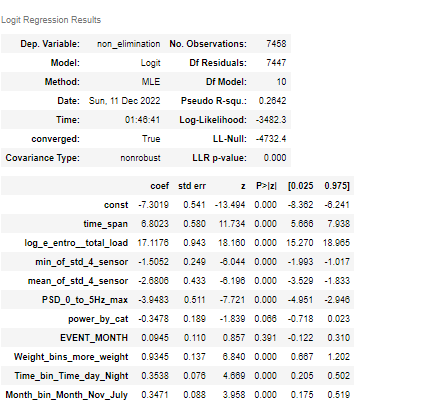 Logit Regression Results
Dep. Variable: non_elimination No. Observations: 7458
Model: Logit Df Residuals: 7447
Method: MLE Df Model: 10
Date: Sun, 11 Dec 2022 Pseudo R-squ.: 0.2642
Time: 01:46:41 Log-Likelihood: -3482.3
converged: True LL-Null: -4732.4
Covariance Type: nonrobust LLR p-value: 0.000
coef std err z P>|z| [0.025 0.975]
const -7.3019 0.541 -13.494 0.000 -8.362 -6.241
time_span 6.8023 0.580 11.734 0.000 5.666 7.938
log_e_entro__total_load 17.1176 0.943 18.160 0.000 15.270 18.965
min_of_std_4_sensor -1.5052 0.249 -6.044 0.000 -1.993 -1.017
mean_of_std_4_sensor -2.6806 0.433 -6.196 0.000 -3.529 -1.833
PSD_0_to_5Hz_max -3.9483 0.511 -7.721 0.000 -4.951 -2.946
power_by_cat -0.3478 0.189 -1.839 0.066 -0.718 0.023
EVENT_MONTH 0.0945 0.110 0.857 0.391 -0.122 0.310
Weight_bins_more_weight 0.9345 0.137 6.840 0.000 0.667 1.202
Time_bin_Time_day_Night 0.3538 0.076 4.669 0.000 0.205 0.502
Month_bin_Month_Nov_July 0.3471 0.088 3.958 0.000 0.175 0.519